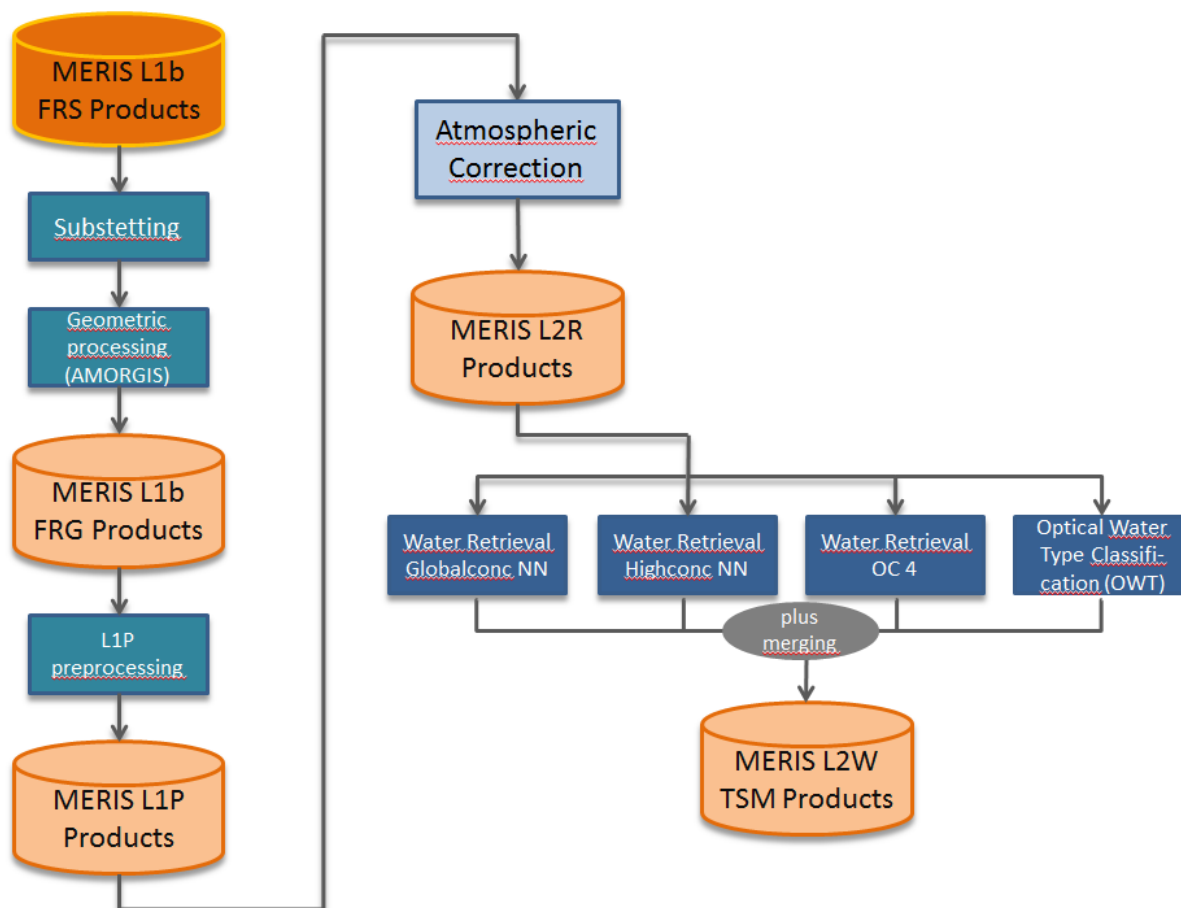 MERIS L1b
FRS Products
Substetting
Geometric
processing
(AMORGIS)
MERIS L1b
FRG Products
L1P
preprocessing
MERIS L1P
Products
Atmospheric
Correction
MERIS L2R
Products
Water Retrieval
Globalconc NN
Water Retrieval
Highconc NN
Water Retrieval
OC 4
Optical Water
Type Classifi-
cation (OWT)
plus
merging
MERIS L2W
TSM Products